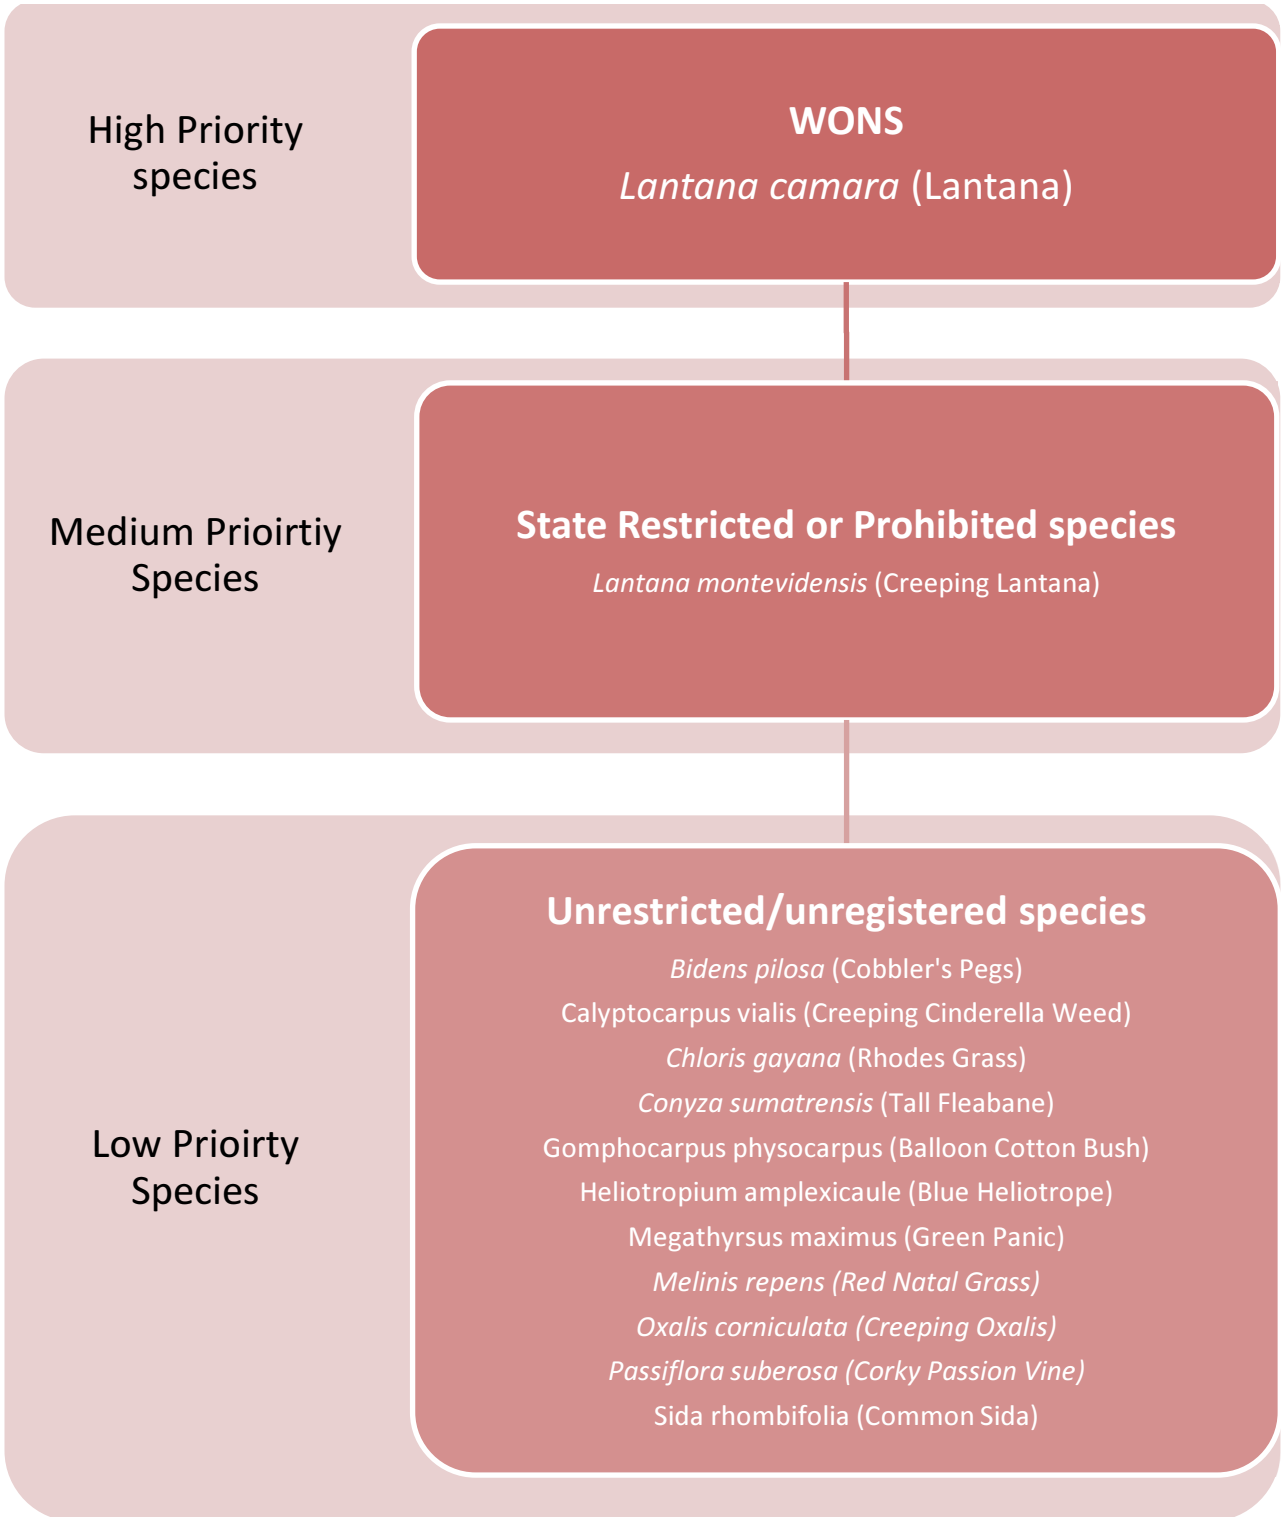 High Priority
species
WONS
Lantana camara (Lantana)
Medium Prioirtiy
Species
State Restricted or Prohibited species
Lantana montevidensis (Creeping Lantana)
Low Prioirty
Species
Unrestricted/unregistered species
Bidens pilosa (Cobbler's Pegs)
Calyptocarpus vialis (Creeping Cinderella Weed)
Chloris gayana (Rhodes Grass)
Conyza sumatrensis (Tall Fleabane)
Gomphocarpus physocarpus (Balloon Cotton Bush)
Heliotropium amplexicaule (Blue Heliotrope)
Megathyrsus maximus (Green Panic)
Melinis repens (Red Natal Grass)
Oxalis corniculata (Creeping Oxalis)
Passiflora suberosa (Corky Passion Vine)
Sida rhombifolia (Common Sida)